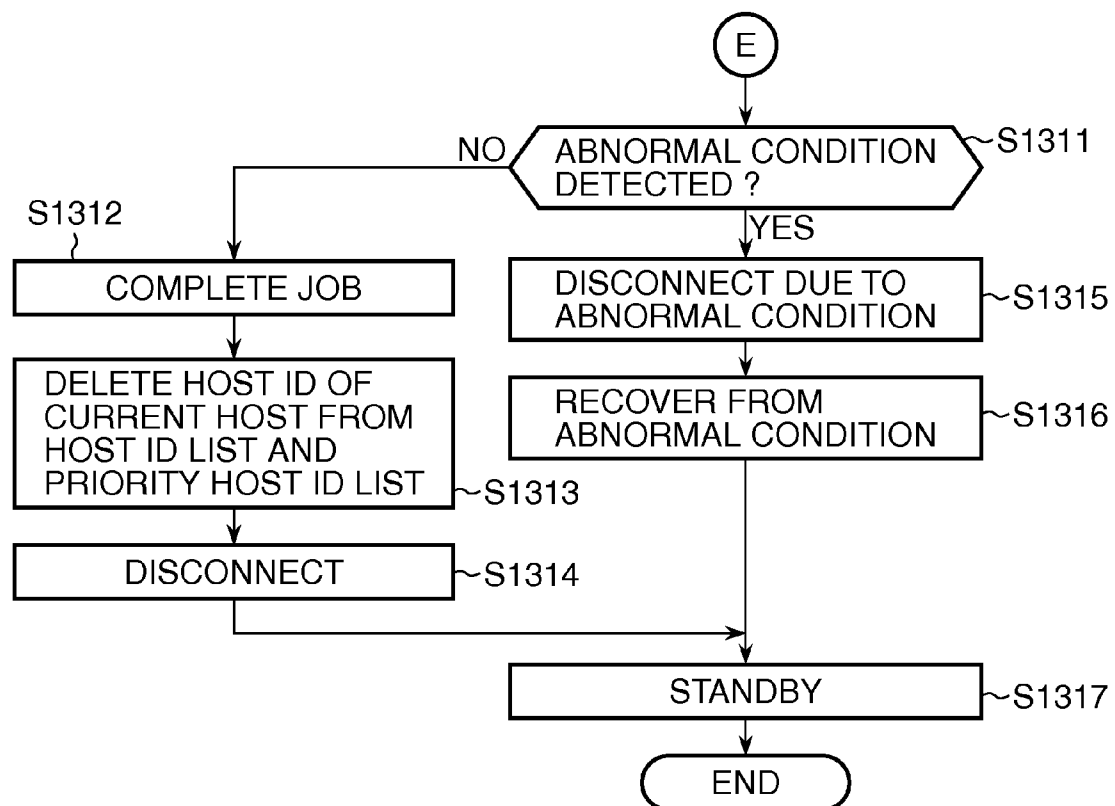 E
ABNORMAL CONDITION
DETECTED ?
S1311
NO
YES
S1312
COMPLETE JOB
DISCONNECT DUE TO
ABNORMAL CONDITION
S1315
DELETE HOST ID OF
CURRENT HOST FROM
HOST ID LIST AND
PRIORITY HOST ID LIST
S1313
RECOVER FROM
ABNORMAL CONDITION
S1316
DISCONNECT
S1314
STANDBY
S1317
END